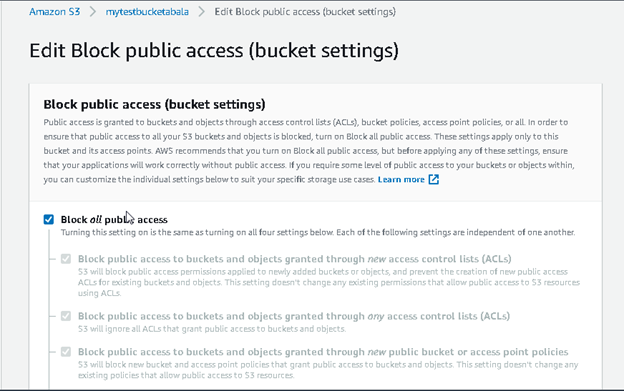 Amazon S3 > mytestbucketabala > Edit Block public access (bucket settings)
Edit Block public access (bucket settings)
Block public access (bucket settings)
Public access is granted to buckets and objects through access control lists (ACLs), bucket policies, access point policies, or all. In order to
ensure that public access to all your S3 buckets and objects is blocked, turn on Block all public access. These settings apply only to this
bucket and its access points. AWS recommends that you turn on Block all public access, but before applying any of these settings, ensure
that your applications will work correctly without public access. If you require some level of public access to your buckets or objects within,
you can customize the individual settings below to suit your specific storage use cases. Learn more
Block all public access
Turning this setting on is the same as turning on all four settings below. Each of the following settings are independent of one another.
Block public access to buckets and objects granted through new access control lists (ACLs)
S3 will block public access permissions applied to newly added buckets or objects, and prevent the creation of new public access
ACLs for existing buckets and objects. This setting doesn't change any existing permissions that allow public access to S3 resources
using ACLs.
Block public access to buckets and objects granted through any access control lists (ACLs)
S3 will ignore all ACLs that grant public access to buckets and objects.
Block public access to buckets and objects granted through new public bucket or access point policies
S3 will block new bucket and access point policies that grant public access to buckets and objects. This setting doesn't change any
existing policies that allow public access to S3 resources.